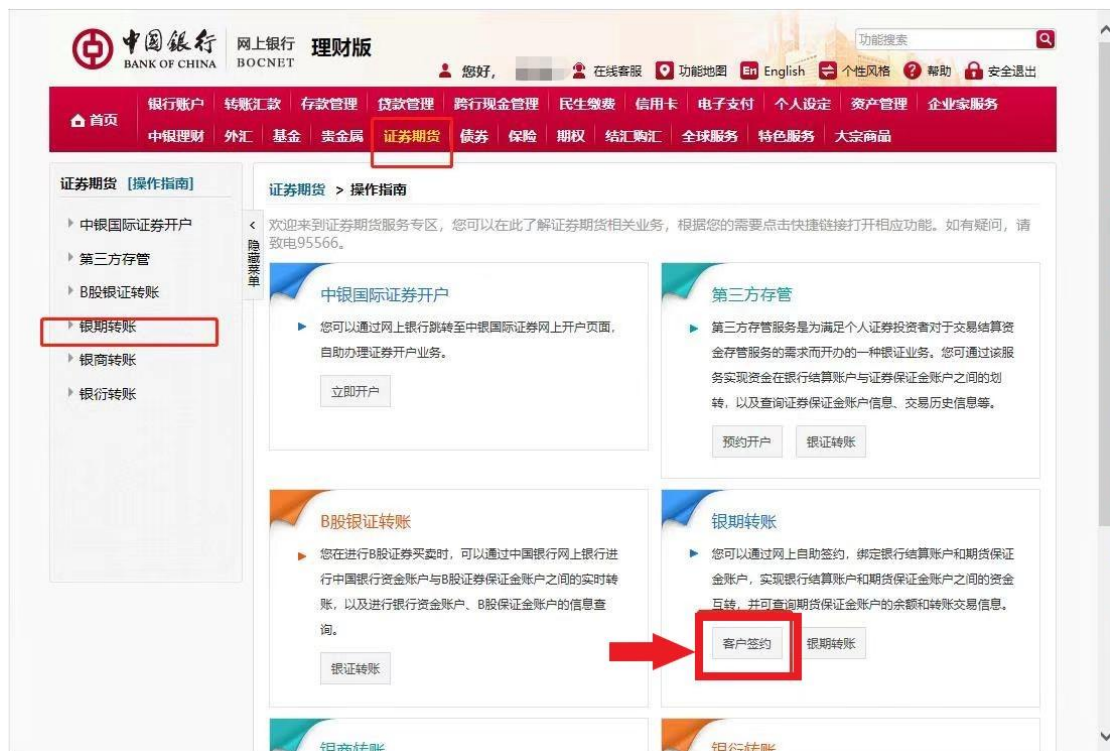 中国银行
BANK OF CHINA
网上银行
BOCNET
理财版
功能搜索
您好，
在线客服
功能地图
En English
个性风格
帮助
安全退出
首页
银行账户 转账汇款 存款管理 贷款管理 跨行现金管理 民生缴费 信用卡 电子支付 个人设定 资产管理 企业家服务
中银理财 外汇 基金 贵金属 证券期货 债券 保险 期权 结汇购汇 全球服务 特色服务 大宗商品
证券期货 [操作指南]
中银国际证券开户
第三方存管
B股银证转账
银期转账
银商转账
银衍转账
<
隐藏菜单
证券期货 > 操作指南
欢迎来到证券期货服务专区，您可以在此了解证券期货相关业务，根据您的需要点击快捷链接打开相应功能。如有疑问，请
致电95566。
中银国际证券开户
您可以通过网上银行跳转至中银国际证券网上开户页面，
自助办理证券开户业务。
立即开户
第三方存管
第三方存管服务是为满足个人证券投资者对于交易结算资
金存管服务的需求而开办的一种银证业务。您可通过该服
务实现资金在银行结算账户与证券保证金账户之间的划
转，以及查询证券保证金账户信息、交易历史信息等。
预约开户 银证转账
B股银证转账
您在进行B股证券买卖时，可以通过中国银行网上银行进
行中国银行资金账户与B股证券保证金账户之间的实时转
账，以及进行银行资金账户、B股保证金账户的信息查
询。
银证转账
银期转账
您可以通过网上自助签约，绑定银行结算账户和期货保证
金账户，实现银行结算账户和期货保证金账户之间的资金
互转，并可查询期货保证金账户的余额和转账交易信息。
客户签约 银期转账
银商转账
银衍转账